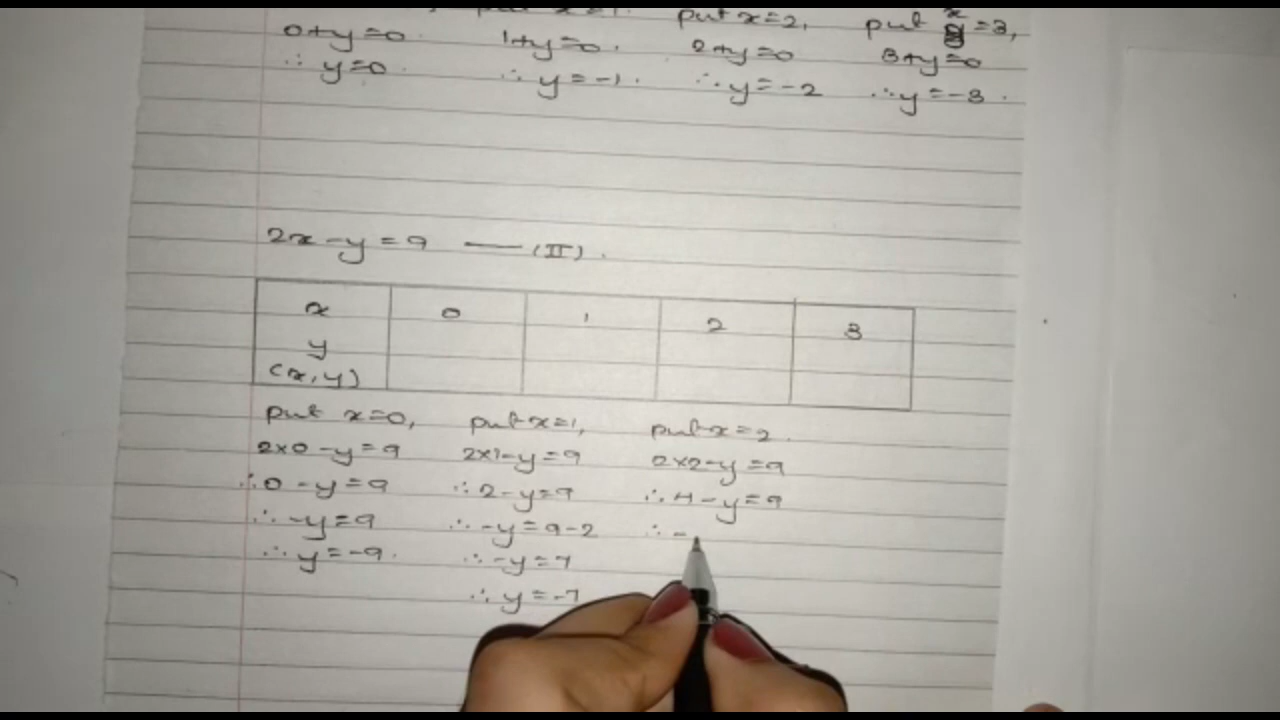 put x=1. put x=2, put x=3,
0+y=0. 1+y=0. 2+y=0 3+y=0
∴ y=0. ∴ y=-1. ∴ y=-2 ∴ y=-3.
2x-y=9 — (II).
x 0 1 2 3
y
(x,y)
put x=0, put x=1, put x=2.
2×0-y=9 2×1-y=9 2×2-y=9
∴ 0-y=9 ∴ 2-y=9 ∴ 4-y=9
∴ -y=9 ∴ -y=9-2 ∴ -
∴ y=-9. ∴ -y=7
∴ y=-7